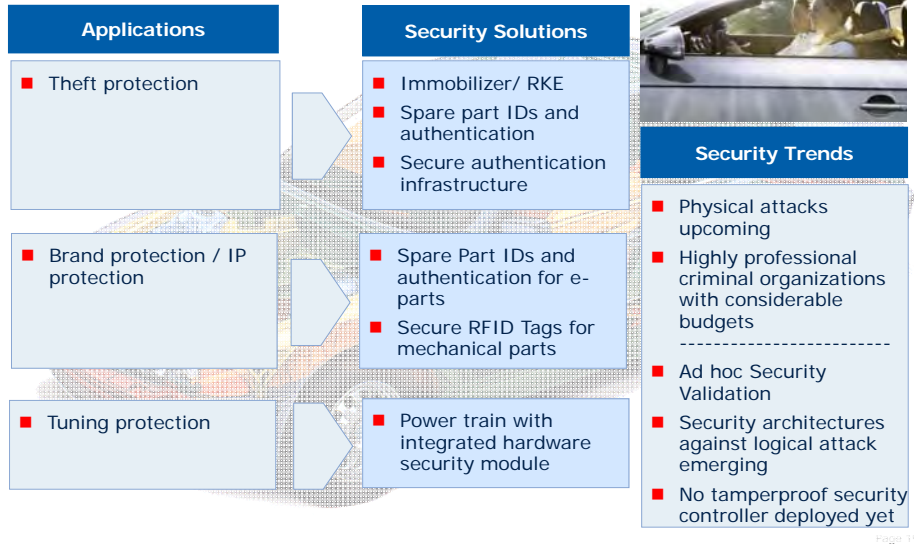 Applications
Theft protection
Brand protection / IP
protection
Tuning protection
Security Solutions
Immobilizer/ RKE
Spare part IDs and
authentication
Secure authentication
infrastructure
Spare Part IDs and
authentication for e-
parts
Secure RFID Tags for
mechanical parts
Power train with
integrated hardware
security module
Security Trends
Physical attacks
upcoming
Highly professional
criminal organizations
with considerable
budgets
-------------------------
Ad hoc Security
Validation
Security architectures
against logical attack
emerging
No tamperproof security
controller deployed yet
Page